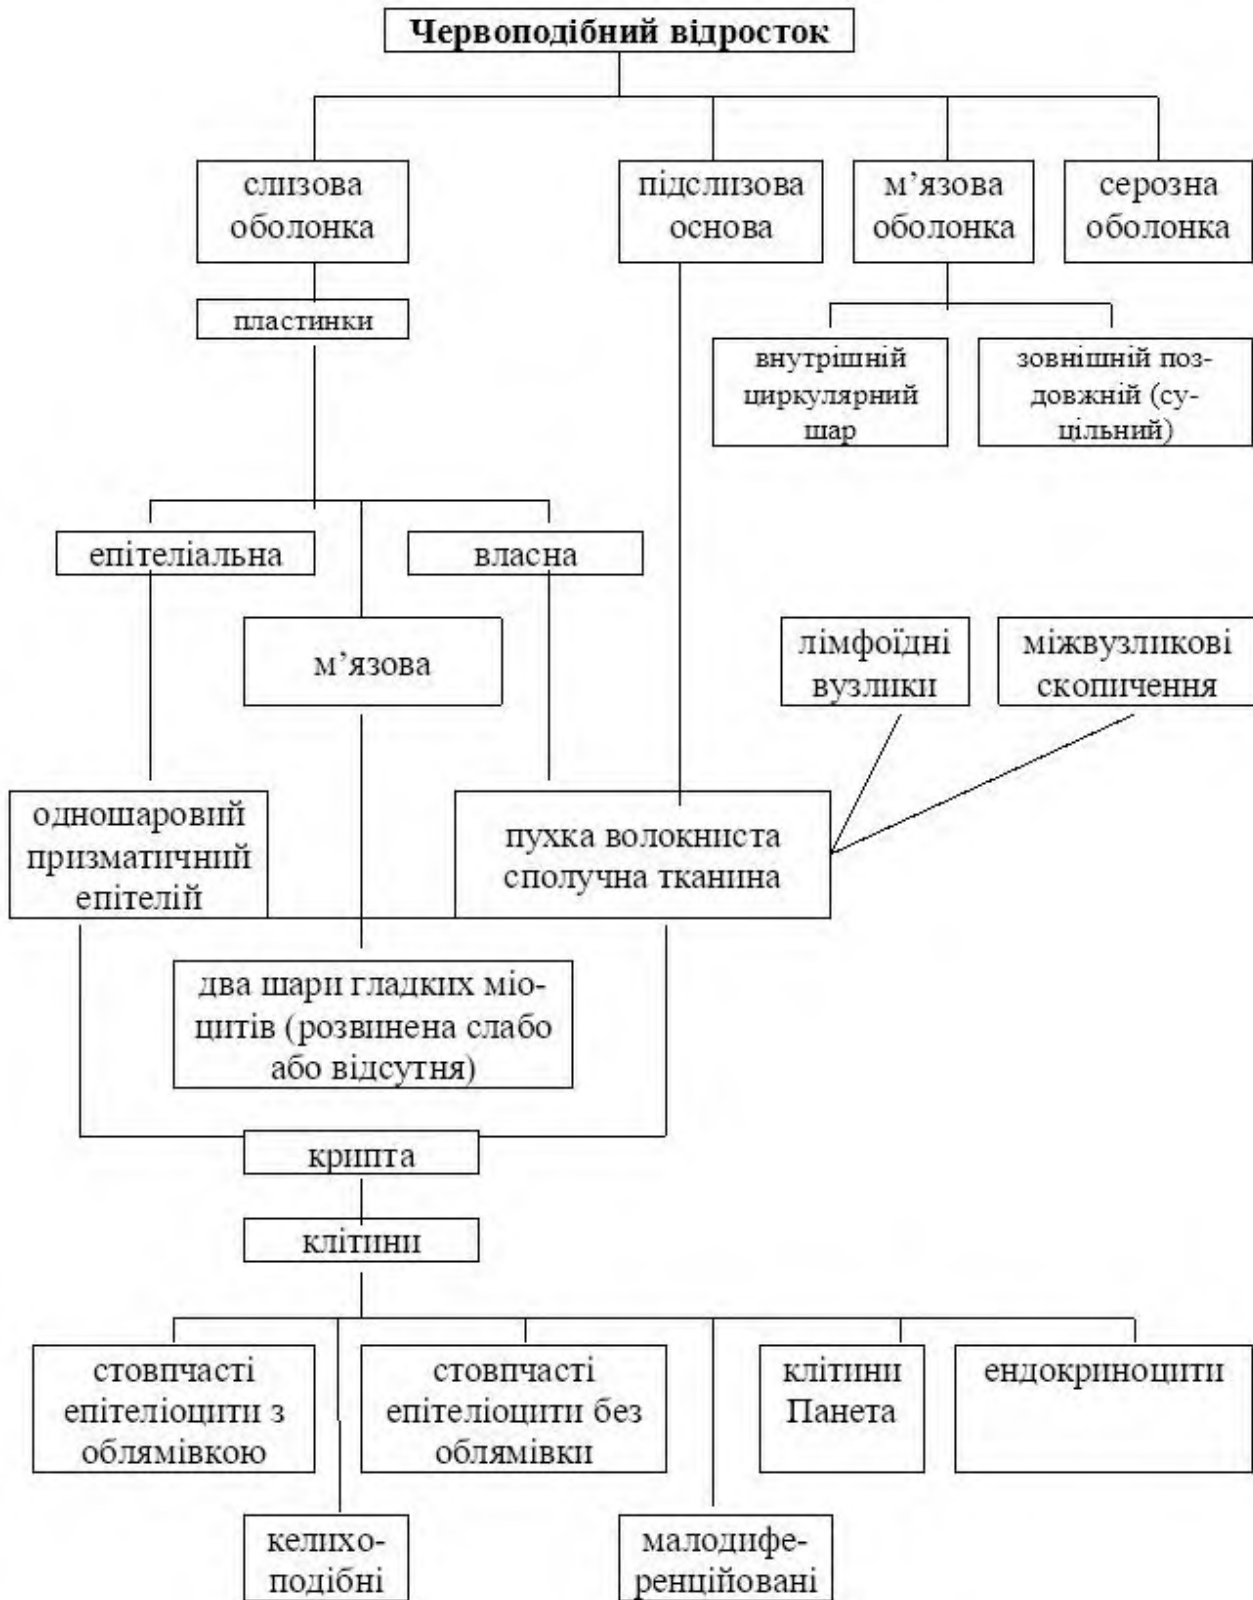 Червоподібний відросток
слизова
оболонка
підслизова
основа
м’язова
оболонка
серозна
оболонка
пластинки
внутрішній
циркулярний
шар
зовнішній поз-
довжній (су-
цільний)
епітеліальна
власна
м’язова
лімфоїдні
вузлики
міжвузликові
скопичення
одношаровий
призматичний
епітелій
пухка волокниста
сполучна тканина
два шари гладких міо-
цитів (розвинена слабо
або відсутня)
крипта
клітини
стовпчасті
епітеліоцити з
облямівкою
стовпчасті
епітеліоцити без
облямівки
клітини
Панета
ендокриноцити
келихо-
подібні
малодифе-
ренційовані